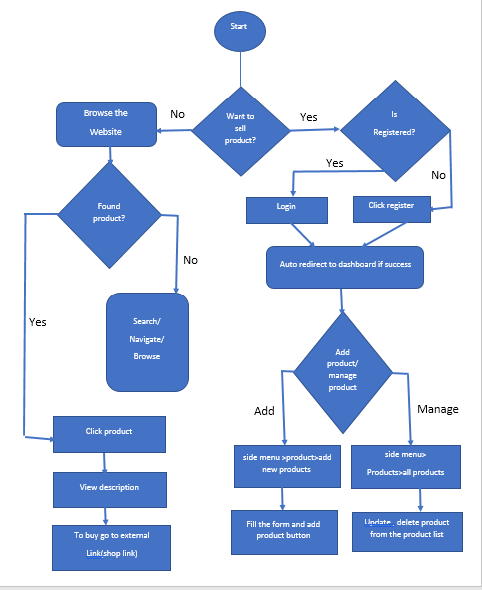 Start
Want to
sell
product?
No
Yes
Browse the
Website
Is
Registered?
Yes
No
Login
Click register
Found
product?
No
Yes
Auto redirect to dashboard if success
Search/
Navigate/
Browse
Add
product/
manage
product
Add
Manage
Click product
side menu >product>add
new products
side menu>
Products>all products
View description
Fill the form and add
product button
Update, delete product
from the product list
To buy go to external
Link(shop link)